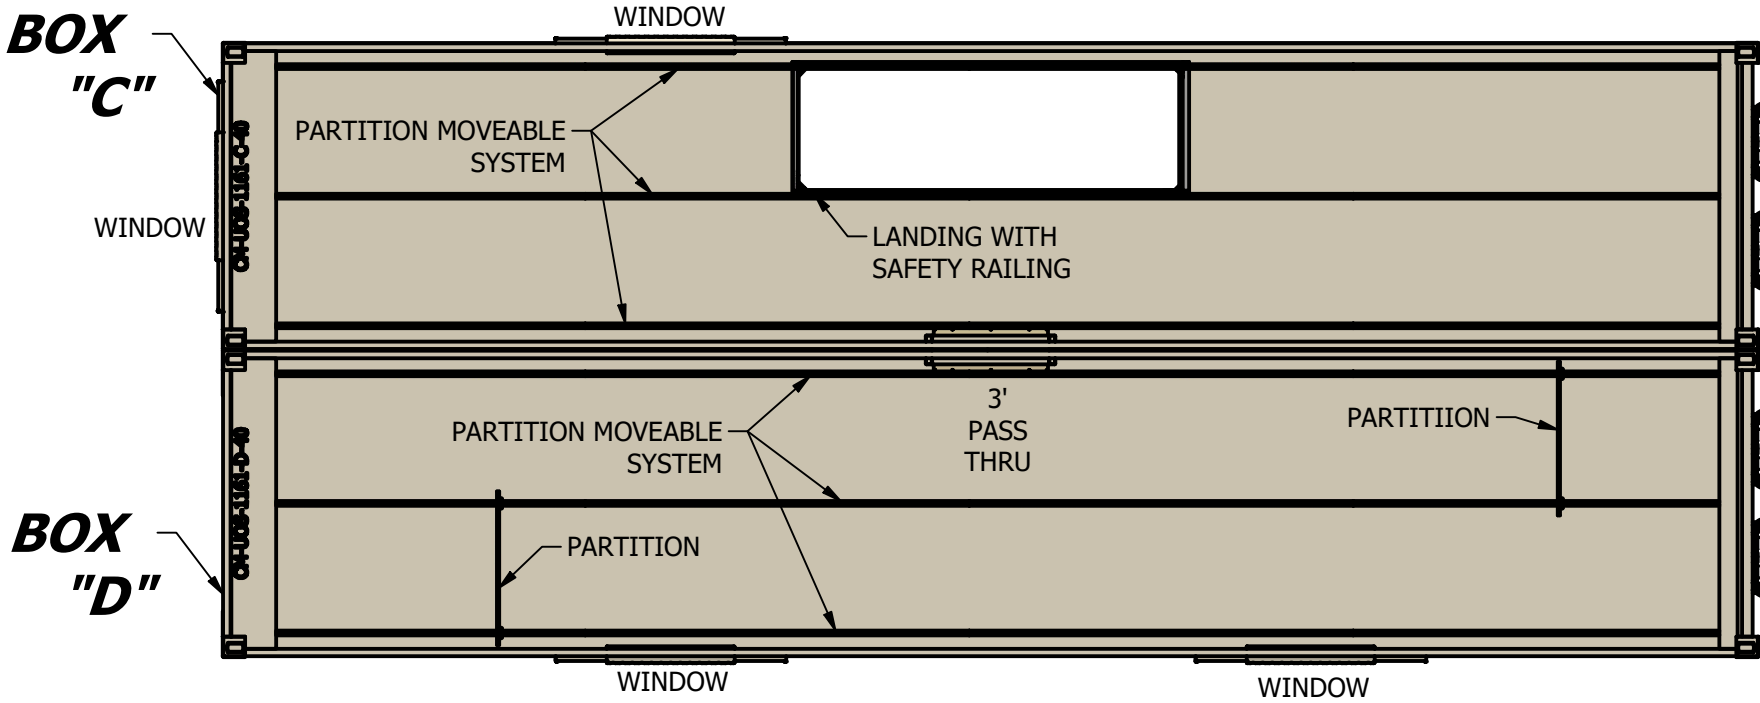 WINDOW
BOX
"C"
PARTITION MOVEABLE
SYSTEM
WINDOW
LANDING WITH
SAFETY RAILING
3'
PASS
THRU
PARTITION MOVEABLE
SYSTEM
PARTITIION
BOX
"D"
PARTITION
WINDOW
WINDOW